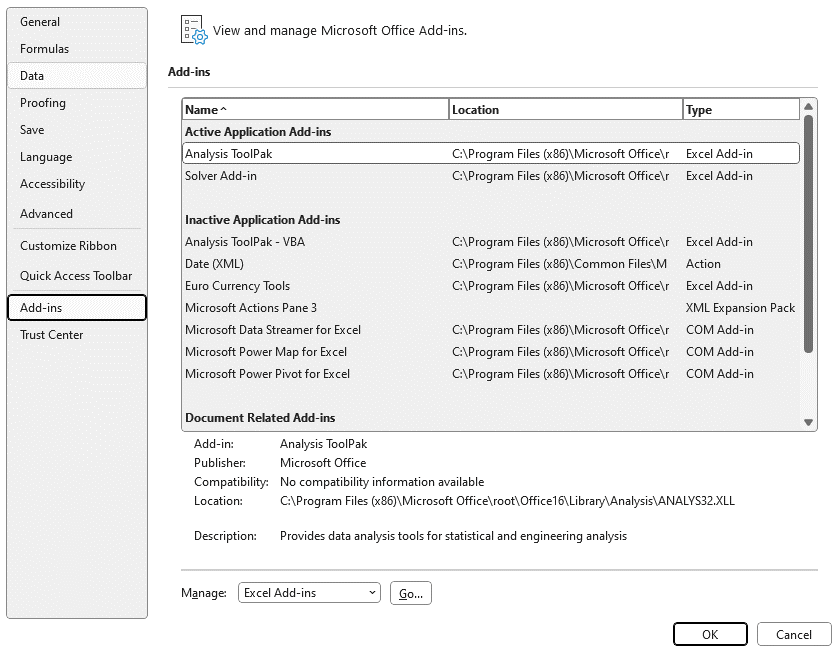 General
Formulas
Data
Proofing
Save
Language
Accessibility
Advanced
Customize Ribbon
Quick Access Toolbar
Add-ins
Trust Center
View and manage Microsoft Office Add-ins.
Add-ins
Name Location Type
Active Application Add-ins
Analysis ToolPak C:\Program Files (x86)\Microsoft Office\r Excel Add-in
Solver Add-in C:\Program Files (x86)\Microsoft Office\r Excel Add-in
Inactive Application Add-ins
Analysis ToolPak - VBA C:\Program Files (x86)\Microsoft Office\r Excel Add-in
Date (XML) C:\Program Files (x86)\Common Files\M Action
Euro Currency Tools C:\Program Files (x86)\Microsoft Office\r Excel Add-in
Microsoft Actions Pane 3 XML Expansion Pack
Microsoft Data Streamer for Excel C:\Program Files (x86)\Microsoft Office\r COM Add-in
Microsoft Power Map for Excel C:\Program Files (x86)\Microsoft Office\r COM Add-in
Microsoft Power Pivot for Excel C:\Program Files (x86)\Microsoft Office\r COM Add-in
Document Related Add-ins
Add-in: Analysis ToolPak
Publisher: Microsoft Office
Compatibility: No compatibility information available
Location: C:\Program Files (x86)\Microsoft Office\root\Office16\Library\Analysis\ANALYS32.XLL
Description: Provides data analysis tools for statistical and engineering analysis
Manage: Excel Add-ins Go...
OK Cancel